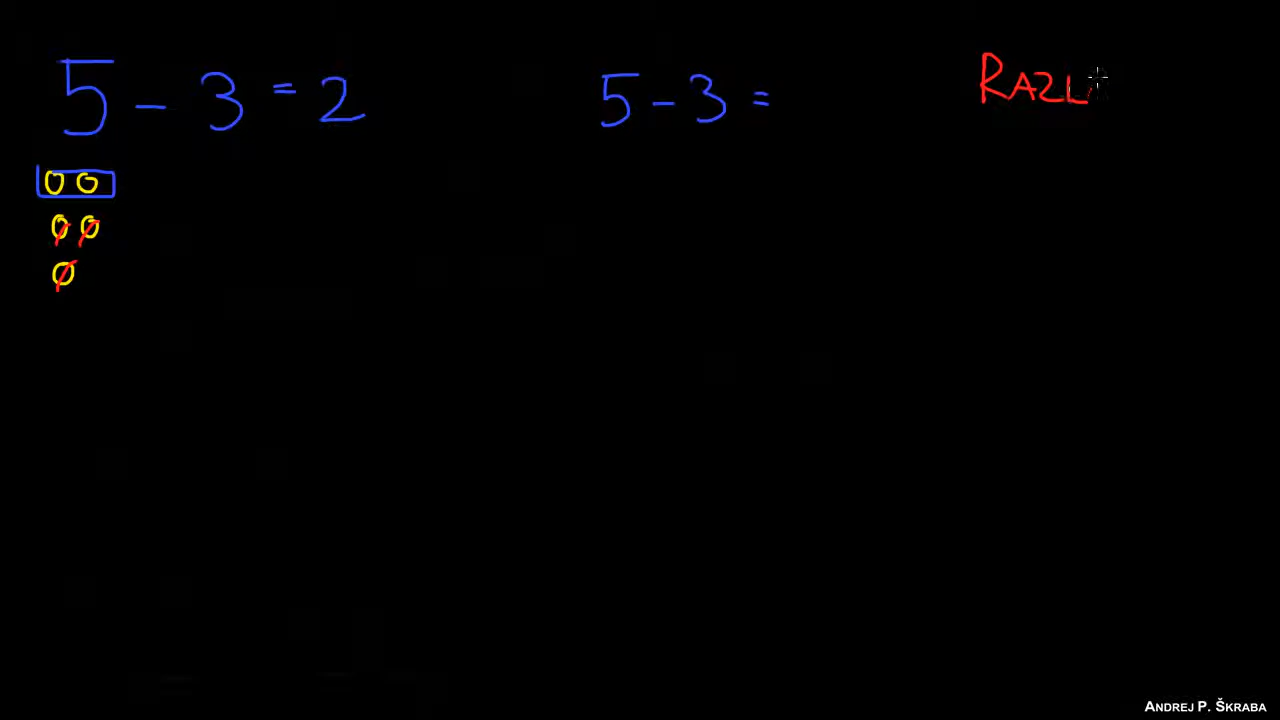 5 - 3 = 2
5 - 3 =
RAZL
ANDREJ P. ŠKRABA